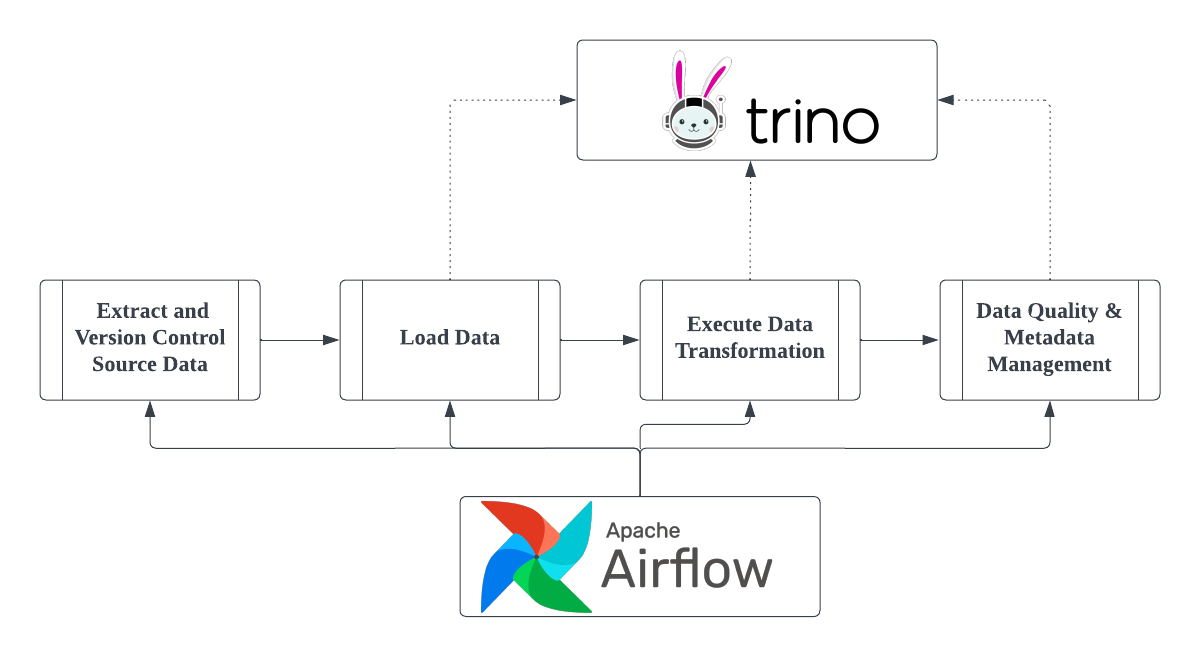 trino
Extract and
Version Control
Source Data
Load Data
Execute Data
Transformation
Data Quality &
Metadata
Management
Apache
Airflow